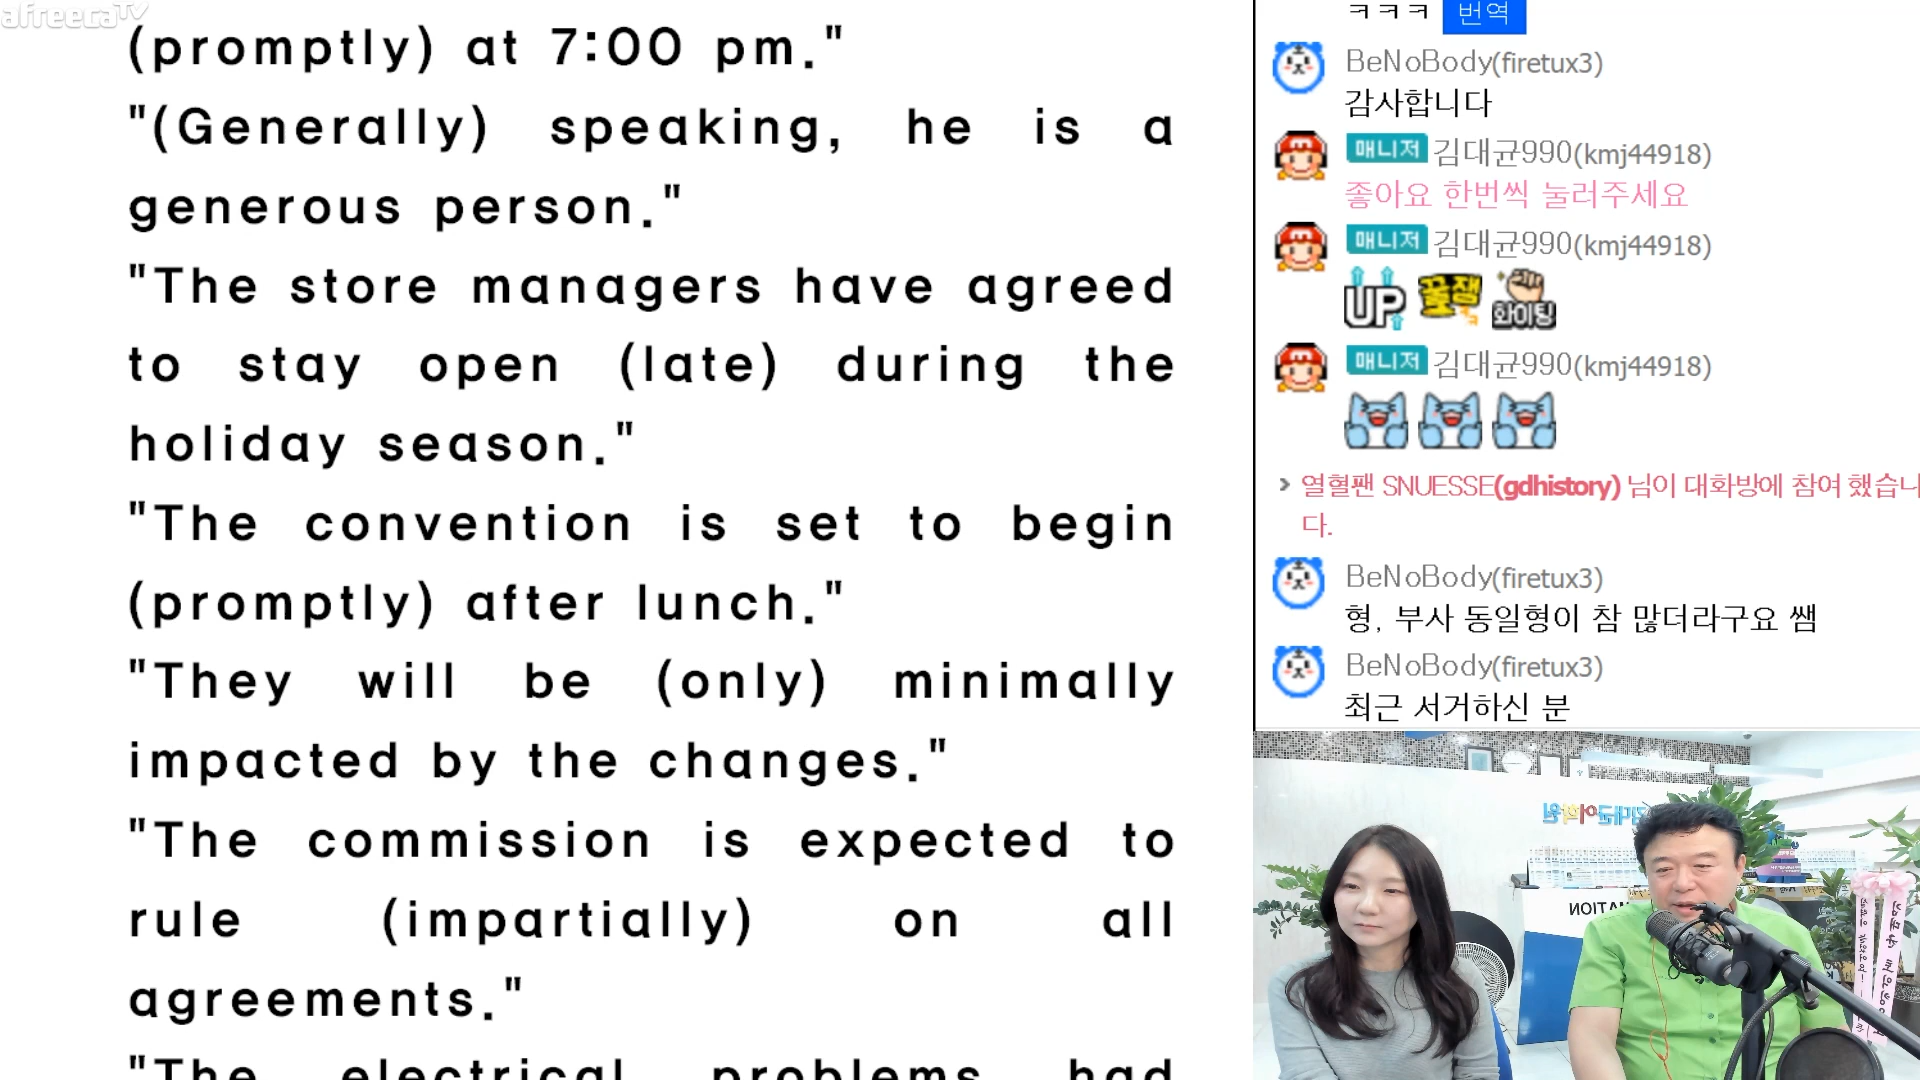 afreecaTV
(promptly) at 7:00 pm."
"(Generally) speaking, he is a
generous person."
"The store managers have agreed
to stay open (late) during the
holiday season."
"The convention is set to begin
(promptly) after lunch."
"They will be (only) minimally
impacted by the changes."
"The commission is expected to
rule (impartially) on all
agreements."
"The electrical problems had
ㅋㅋㅋ 번역
BeNoBody(firetux3)
감사합니다
매니저 김대균990(kmj44918)
좋아요 한번씩 눌러주세요
매니저 김대균990(kmj44918)
UP 꿀잼 화이팅
매니저 김대균990(kmj44918)
열혈팬 SNUESSE(gdhistory) 님이 대화방에 참여 했습니
다.
BeNoBody(firetux3)
형, 부사 동일형이 참 많더라구요 쌤
BeNoBody(firetux3)
최근 서거하신 분